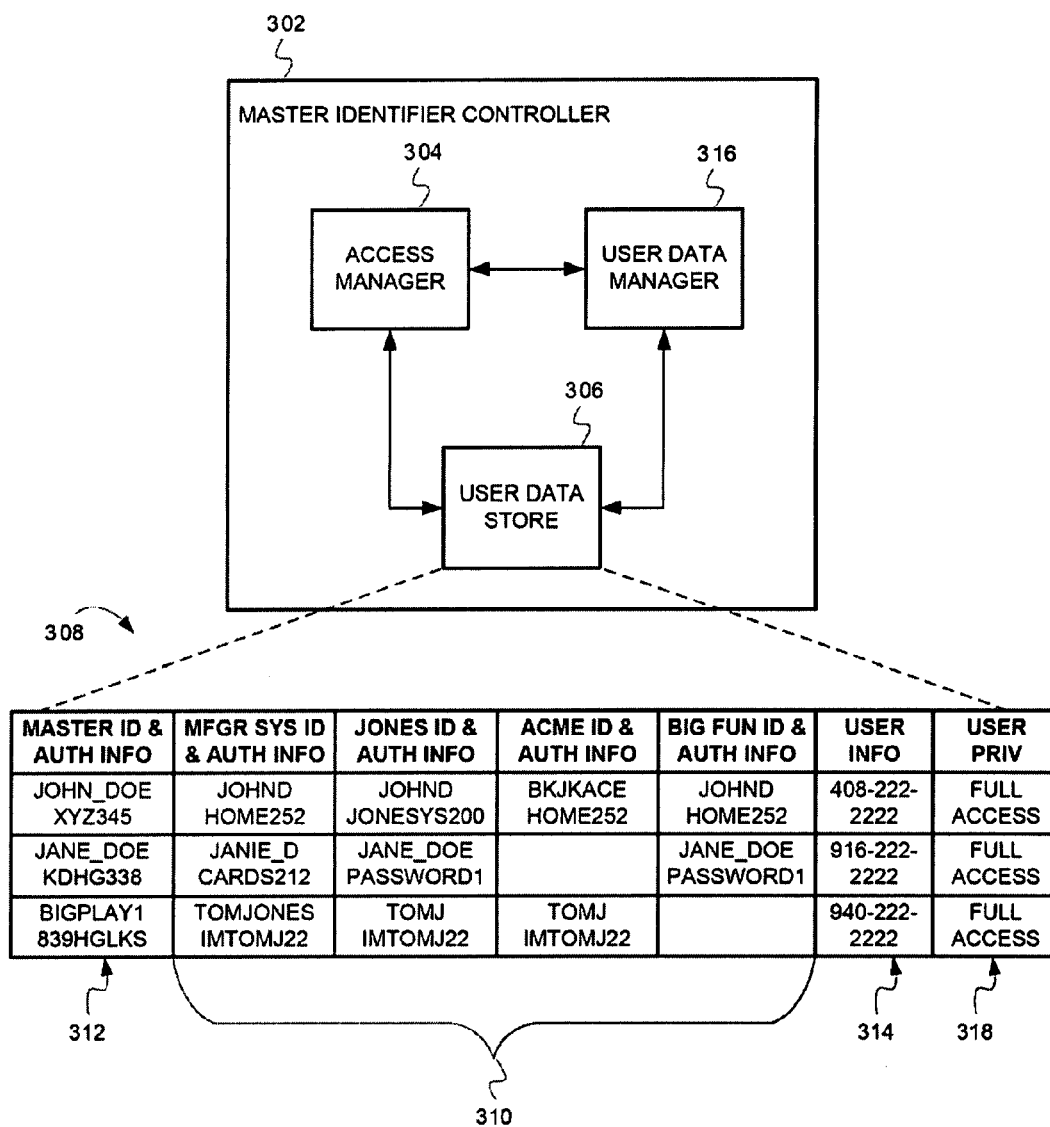 302
MASTER IDENTIFIER CONTROLLER
304
316
ACCESS
MANAGER
USER DATA
MANAGER
306
USER DATA
STORE
308
MASTER ID &
AUTH INFO
MFGR SYS ID
& AUTH INFO
JONES ID &
AUTH INFO
ACME ID &
AUTH INFO
BIG FUN ID &
AUTH INFO
USER
INFO
USER
PRIV
JOHN_DOE
XYZ345
JOHND
HOME252
JOHND
JONESYS200
BKJKACE
HOME252
JOHND
HOME252
408-222-
2222
FULL
ACCESS
JANE_DOE
KDHG338
JANIE_D
CARDS212
JANE_DOE
PASSWORD1
JANE_DOE
PASSWORD1
916-222-
2222
FULL
ACCESS
BIGPLAY1
839HGLKS
TOMJONES
IMTOMJ22
TOMJ
IMTOMJ22
TOMJ
IMTOMJ22
940-222-
2222
FULL
ACCESS
312
314
318
310